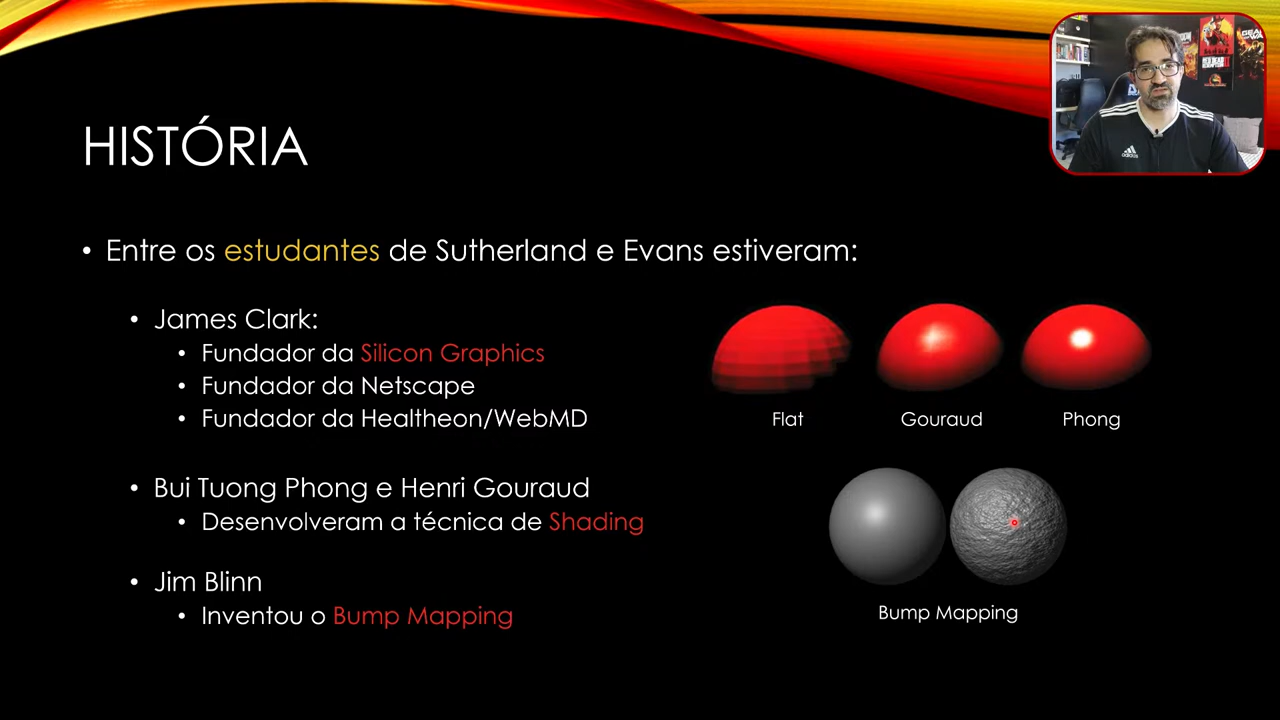 HISTÓRIA
• Entre os estudantes de Sutherland e Evans estiveram:
• James Clark:
• Fundador da Silicon Graphics
• Fundador da Netscape
• Fundador da Healtheon/WebMD
• Bui Tuong Phong e Henri Gouraud
• Desenvolveram a técnica de Shading
• Jim Blinn
• Inventou o Bump Mapping
Flat
Gouraud
Phong
Bump Mapping
adidas